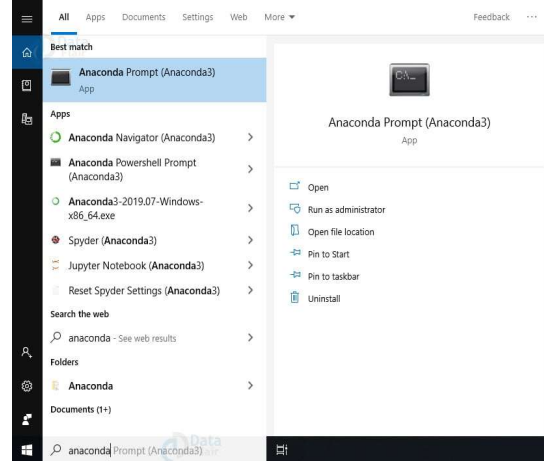 All Apps Documents Settings Web More Feedback ...
Best match
Anaconda Prompt (Anaconda3)
App
Apps
Anaconda Navigator (Anaconda3)
Anaconda Powershell Prompt
(Anaconda3)
Anaconda3-2019.07-Windows-
x86_64.exe
Spyder (Anaconda3)
Jupyter Notebook (Anaconda3)
Reset Spyder Settings (Anaconda3)
Search the web
anaconda - See web results
Folders
Anaconda
Documents (1+)
anaconda Prompt (Anaconda3)
Data
C:\_
Anaconda Prompt (Anaconda3)
App
Open
Run as administrator
Open file location
Pin to Start
Pin to taskbar
Uninstall